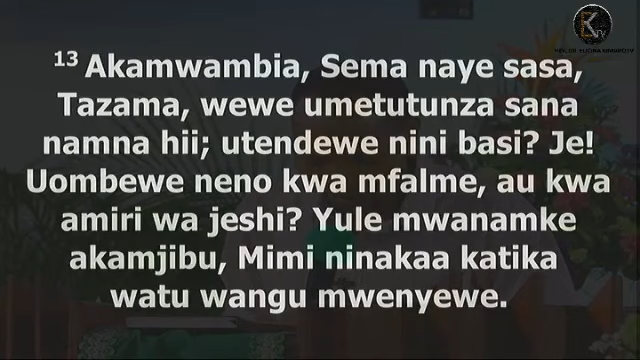 13 Akamwambia, Sema naye sasa,
Tazama, wewe umetutunza sana
namna hii; utendewe nini basi? Je!
Uombewe neno kwa mfalme, au kwa
amiri wa jeshi? Yule mwanamke
akamjibu, Mimi ninakaa katika
watu wangu mwenyewe.